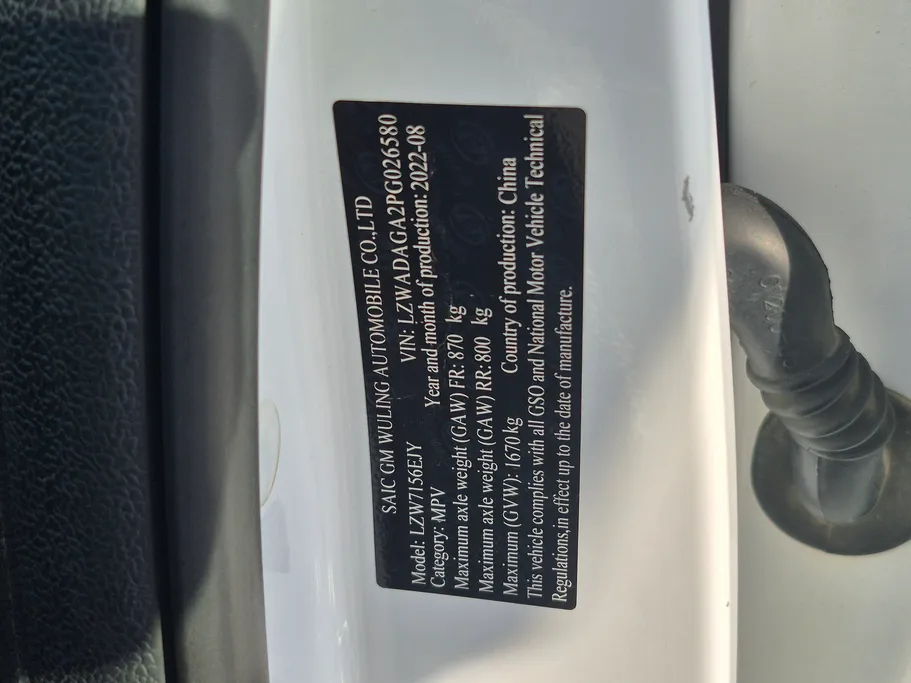 SAIC GM WULING AUTOMOBILE CO.,LTD
Model: LZW7156EJY VIN: LZWADAGA2PG026580
Category: MPV Year and month of production: 2022-08
Maximum axle weight (GAW) FR: 870 kg
Maximum axle weight (GAW) RR: 800 kg
Maximum (GVW): 1670kg Country of production: China
This vehicle complies with all GSO and National Motor Vehicle Technical
Regulations,in effect up to the date of manufacture.